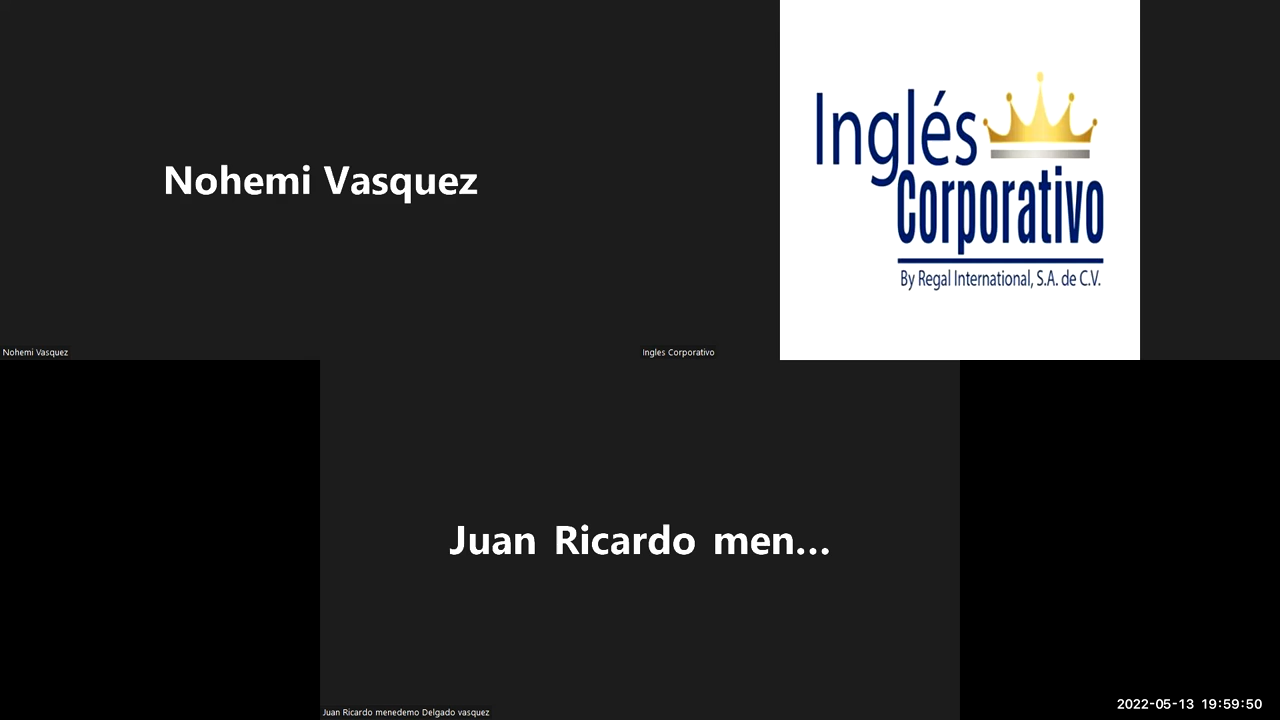 Nohemi Vasquez
Inglés
Corporativo
By Regal International, S.A. de C.V.
Nohemi Vasquez
Ingles Corporativo
Juan Ricardo men...
Juan Ricardo menedemo Delgado vasquez
2022-05-13 19:59:50